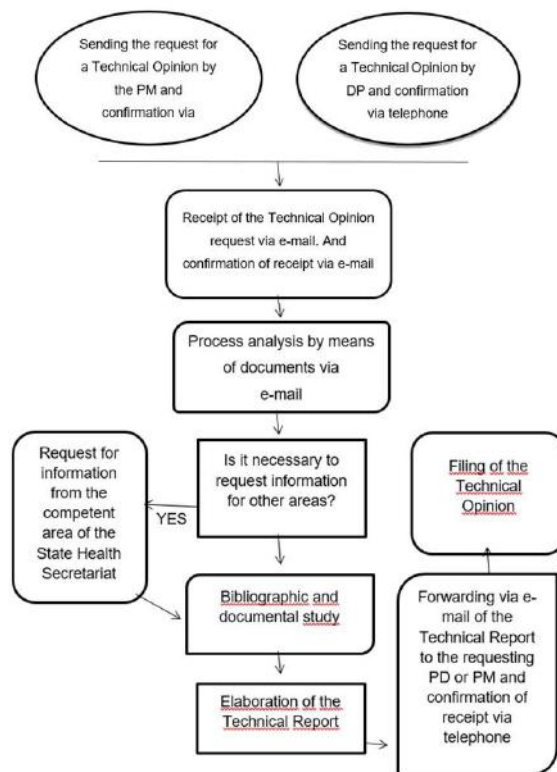 Sending the request for
a Technical Opinion by
the PM and
confirmation via
Sending the request for
a Technical Opinion by
DP and confirmation
via telephone
Receipt of the Technical Opinion
request via e-mail. And
confirmation of receipt via e-mail
Process analysis by means
of documents via
e-mail
Is it necessary to
request information
for other areas?
YES
Request for
information
from the
competent
area of the
State Health
Secretariat
Bibliographic and
documental study
Elaboration of the
Technical Report
Forwarding via e-
mail of the
Technical Report
to the requesting
PD or PM and
confirmation of
receipt via
telephone
Filing of the
Technical
Opinion